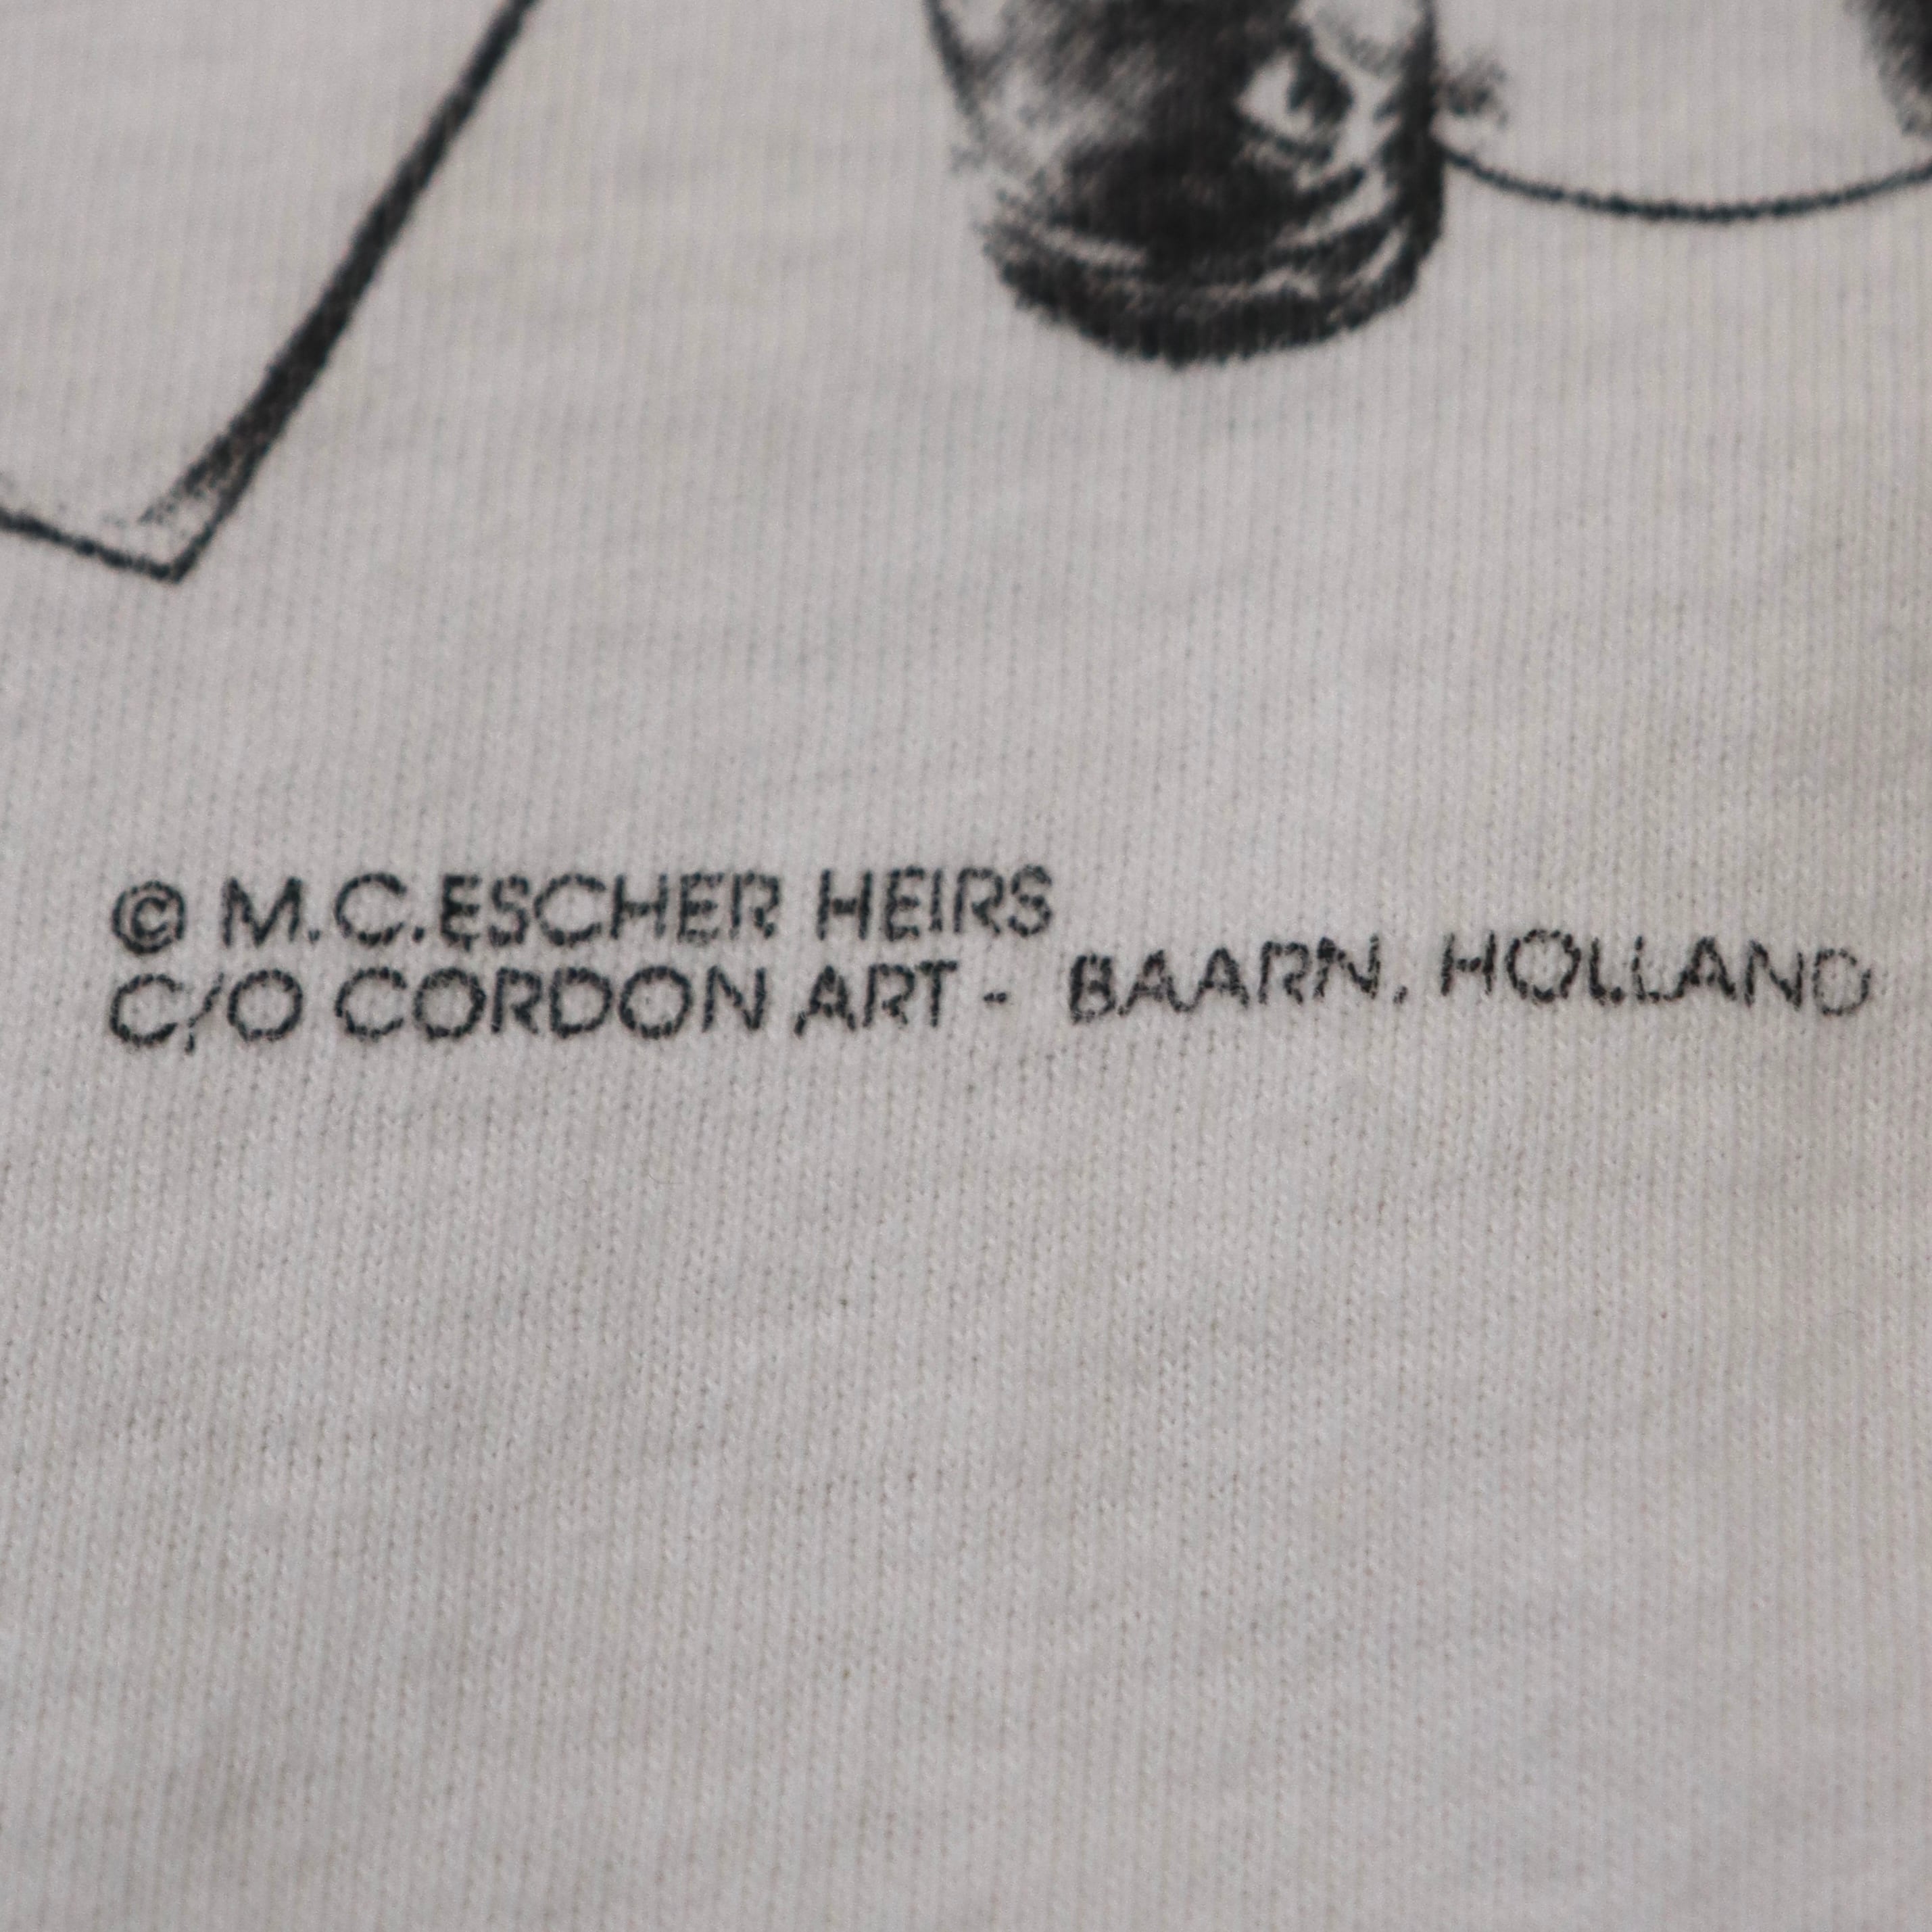 © M.C.ESCHER HEIRS
C/O CORDON ART - BAARN, HOLLAND